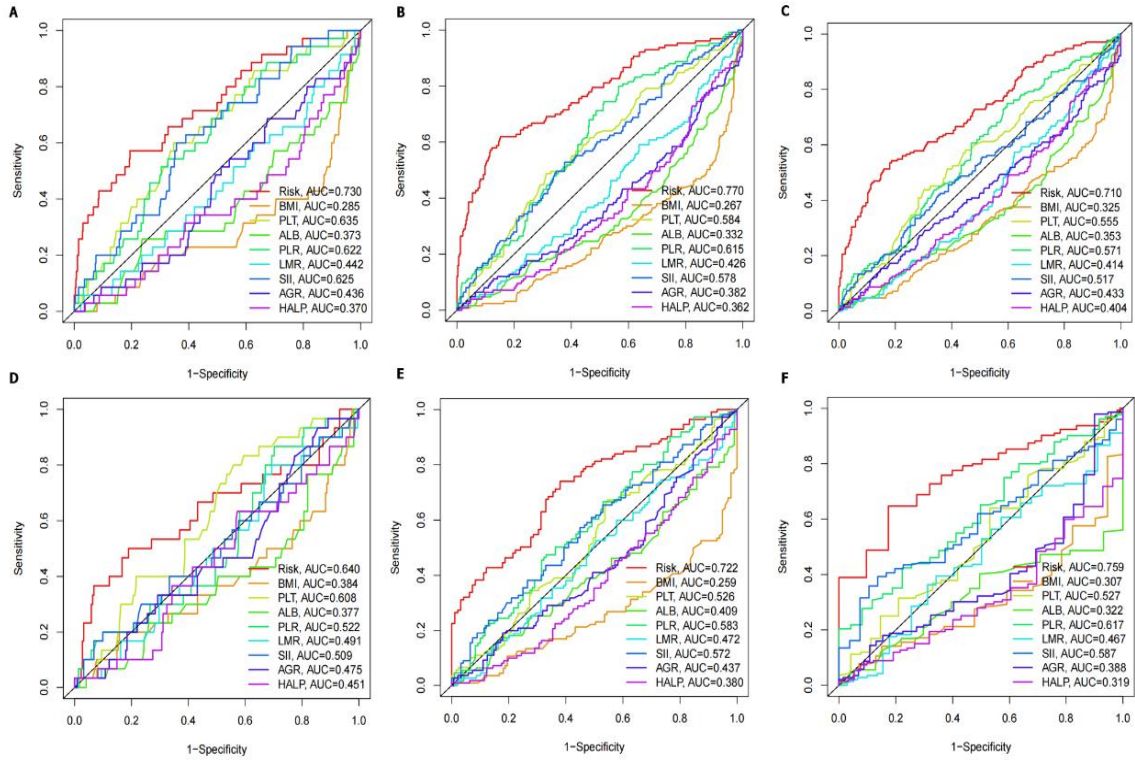 A
Sensitivity
0.0 0.2 0.4 0.6 0.8 1.0
0.0 0.2 0.4 0.6 0.8 1.0
1−Specificity
Risk, AUC=0.730
BMI, AUC=0.285
PLT, AUC=0.635
ALB, AUC=0.373
PLR, AUC=0.622
LMR, AUC=0.442
SII, AUC=0.625
AGR, AUC=0.436
HALP, AUC=0.370
B
Sensitivity
0.0 0.2 0.4 0.6 0.8 1.0
0.0 0.2 0.4 0.6 0.8 1.0
1−Specificity
Risk, AUC=0.770
BMI, AUC=0.267
PLT, AUC=0.584
ALB, AUC=0.332
PLR, AUC=0.615
LMR, AUC=0.426
SII, AUC=0.578
AGR, AUC=0.382
HALP, AUC=0.362
C
Sensitivity
0.0 0.2 0.4 0.6 0.8 1.0
0.0 0.2 0.4 0.6 0.8 1.0
1−Specificity
Risk, AUC=0.710
BMI, AUC=0.325
PLT, AUC=0.555
ALB, AUC=0.353
PLR, AUC=0.571
LMR, AUC=0.414
SII, AUC=0.517
AGR, AUC=0.433
HALP, AUC=0.404
D
Sensitivity
0.0 0.2 0.4 0.6 0.8 1.0
0.0 0.2 0.4 0.6 0.8 1.0
1−Specificity
Risk, AUC=0.640
BMI, AUC=0.384
PLT, AUC=0.608
ALB, AUC=0.377
PLR, AUC=0.522
LMR, AUC=0.491
SII, AUC=0.509
AGR, AUC=0.475
HALP, AUC=0.451
E
Sensitivity
0.0 0.2 0.4 0.6 0.8 1.0
0.0 0.2 0.4 0.6 0.8 1.0
1−Specificity
Risk, AUC=0.722
BMI, AUC=0.259
PLT, AUC=0.526
ALB, AUC=0.409
PLR, AUC=0.583
LMR, AUC=0.472
SII, AUC=0.572
AGR, AUC=0.437
HALP, AUC=0.380
F
Sensitivity
0.0 0.2 0.4 0.6 0.8 1.0
0.0 0.2 0.4 0.6 0.8 1.0
1−Specificity
Risk, AUC=0.759
BMI, AUC=0.307
PLT, AUC=0.527
ALB, AUC=0.322
PLR, AUC=0.617
LMR, AUC=0.467
SII, AUC=0.587
AGR, AUC=0.388
HALP, AUC=0.319